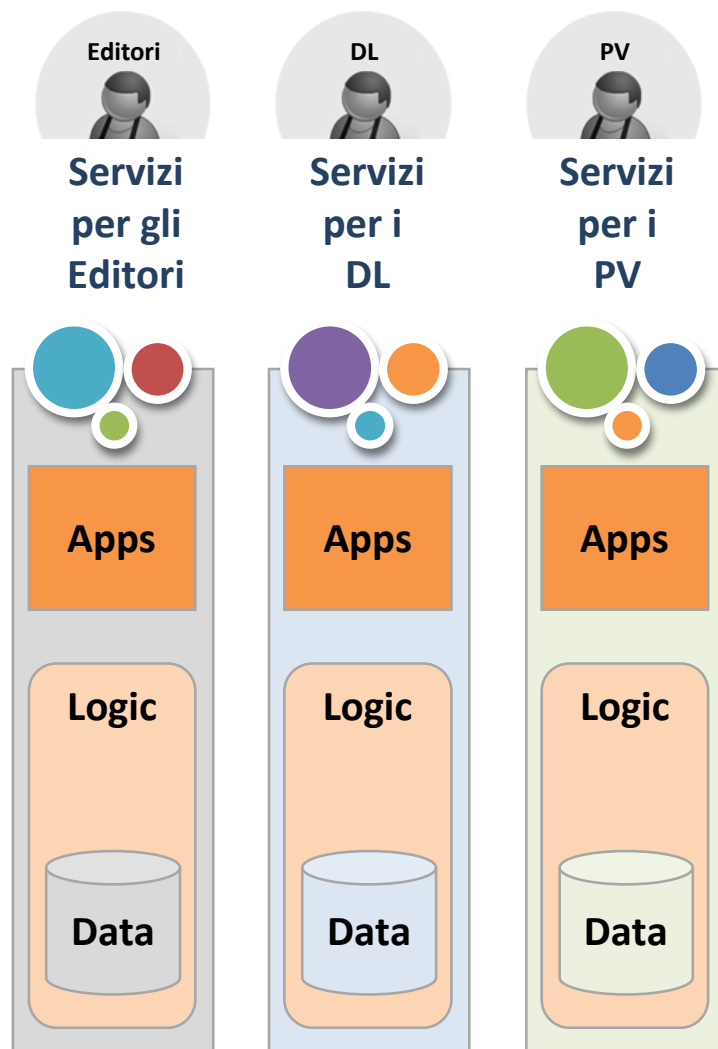 Editori
DL
PV
Servizi
per gli
Editori
Servizi
per i
DL
Servizi
per i
PV
Apps
Apps
Apps
Logic
Logic
Logic
Data
Data
Data